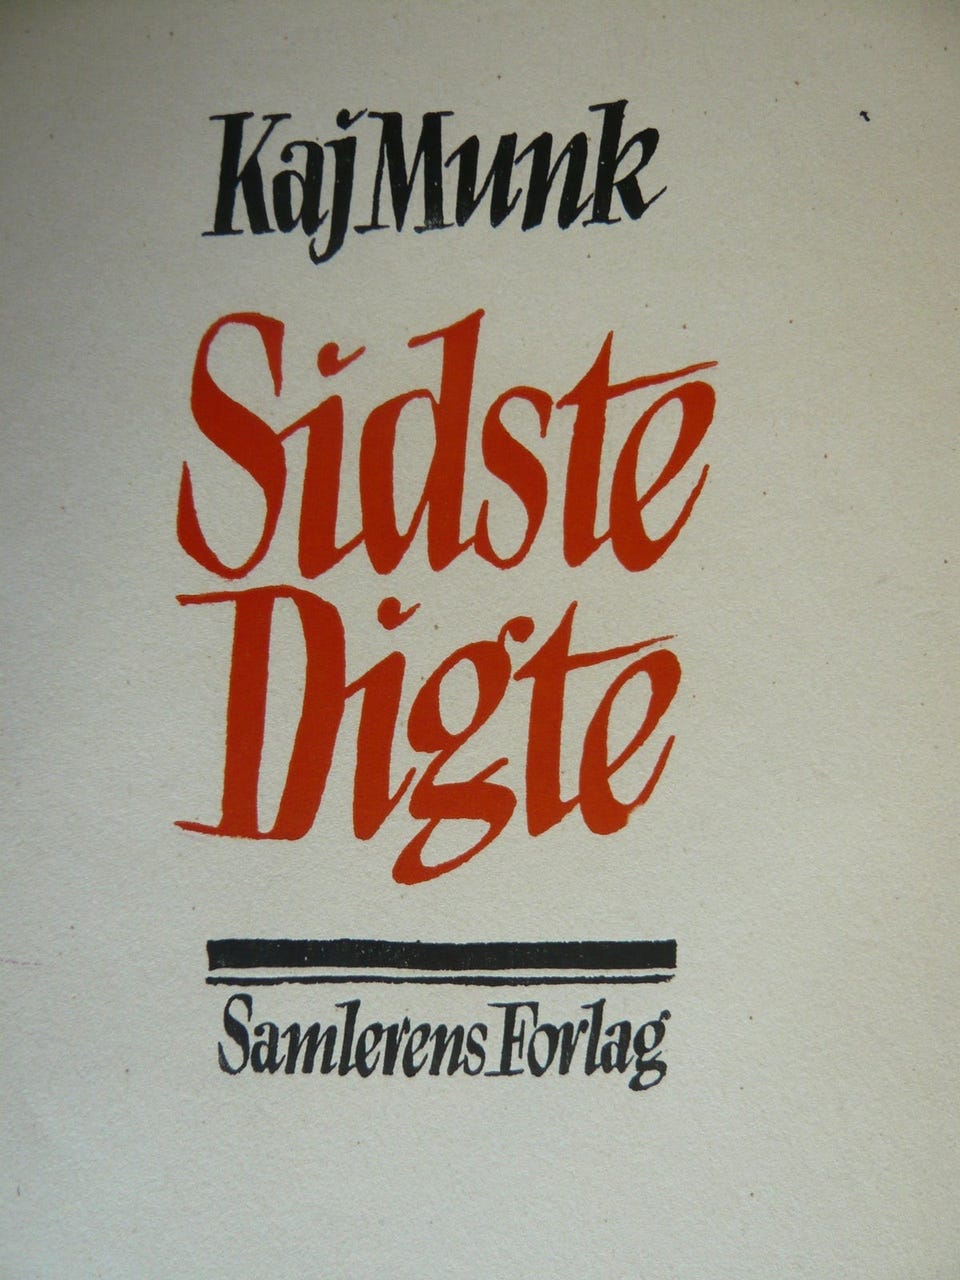 Kaj Munk
Sidste
Digte
Samlerens Forlag